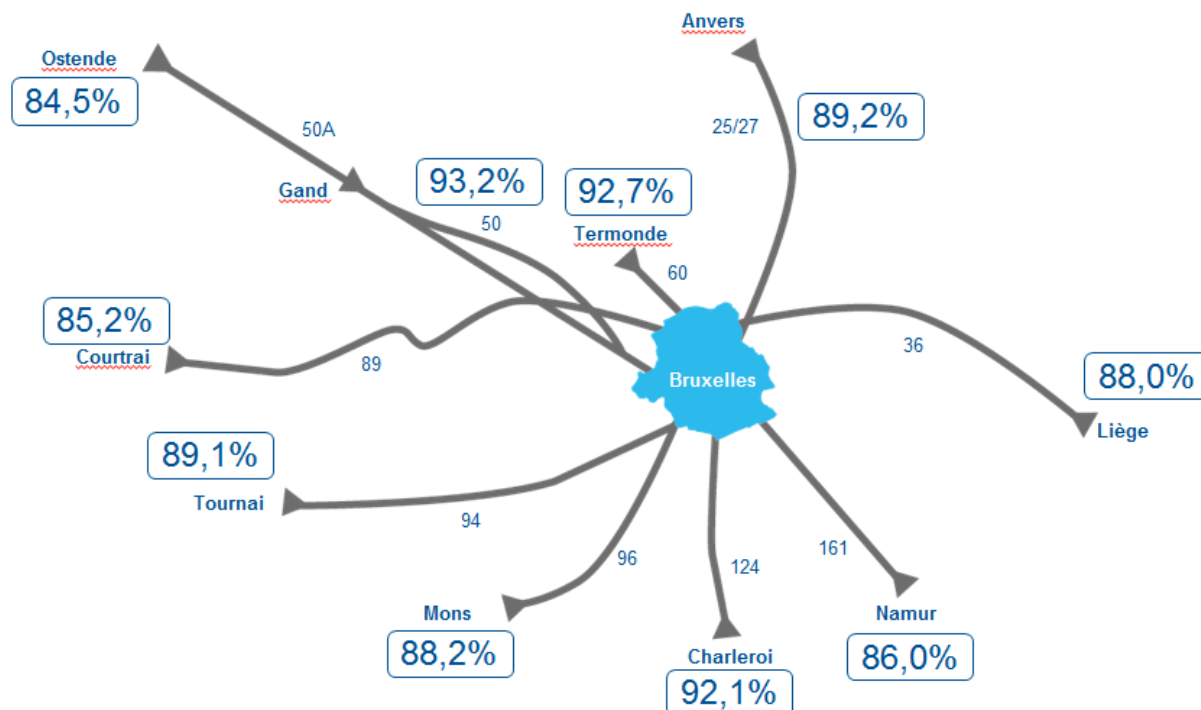 Anvers
Ostende
84,5%
50A
25/27
89,2%
Gand
93,2%
50
92,7%
Termonde
60
85,2%
Courtrai
89
Bruxelles
36
88,0%
Liège
89,1%
Tournai
94
96
124
161
Mons
88,2%
Charleroi
92,1%
Namur
86,0%